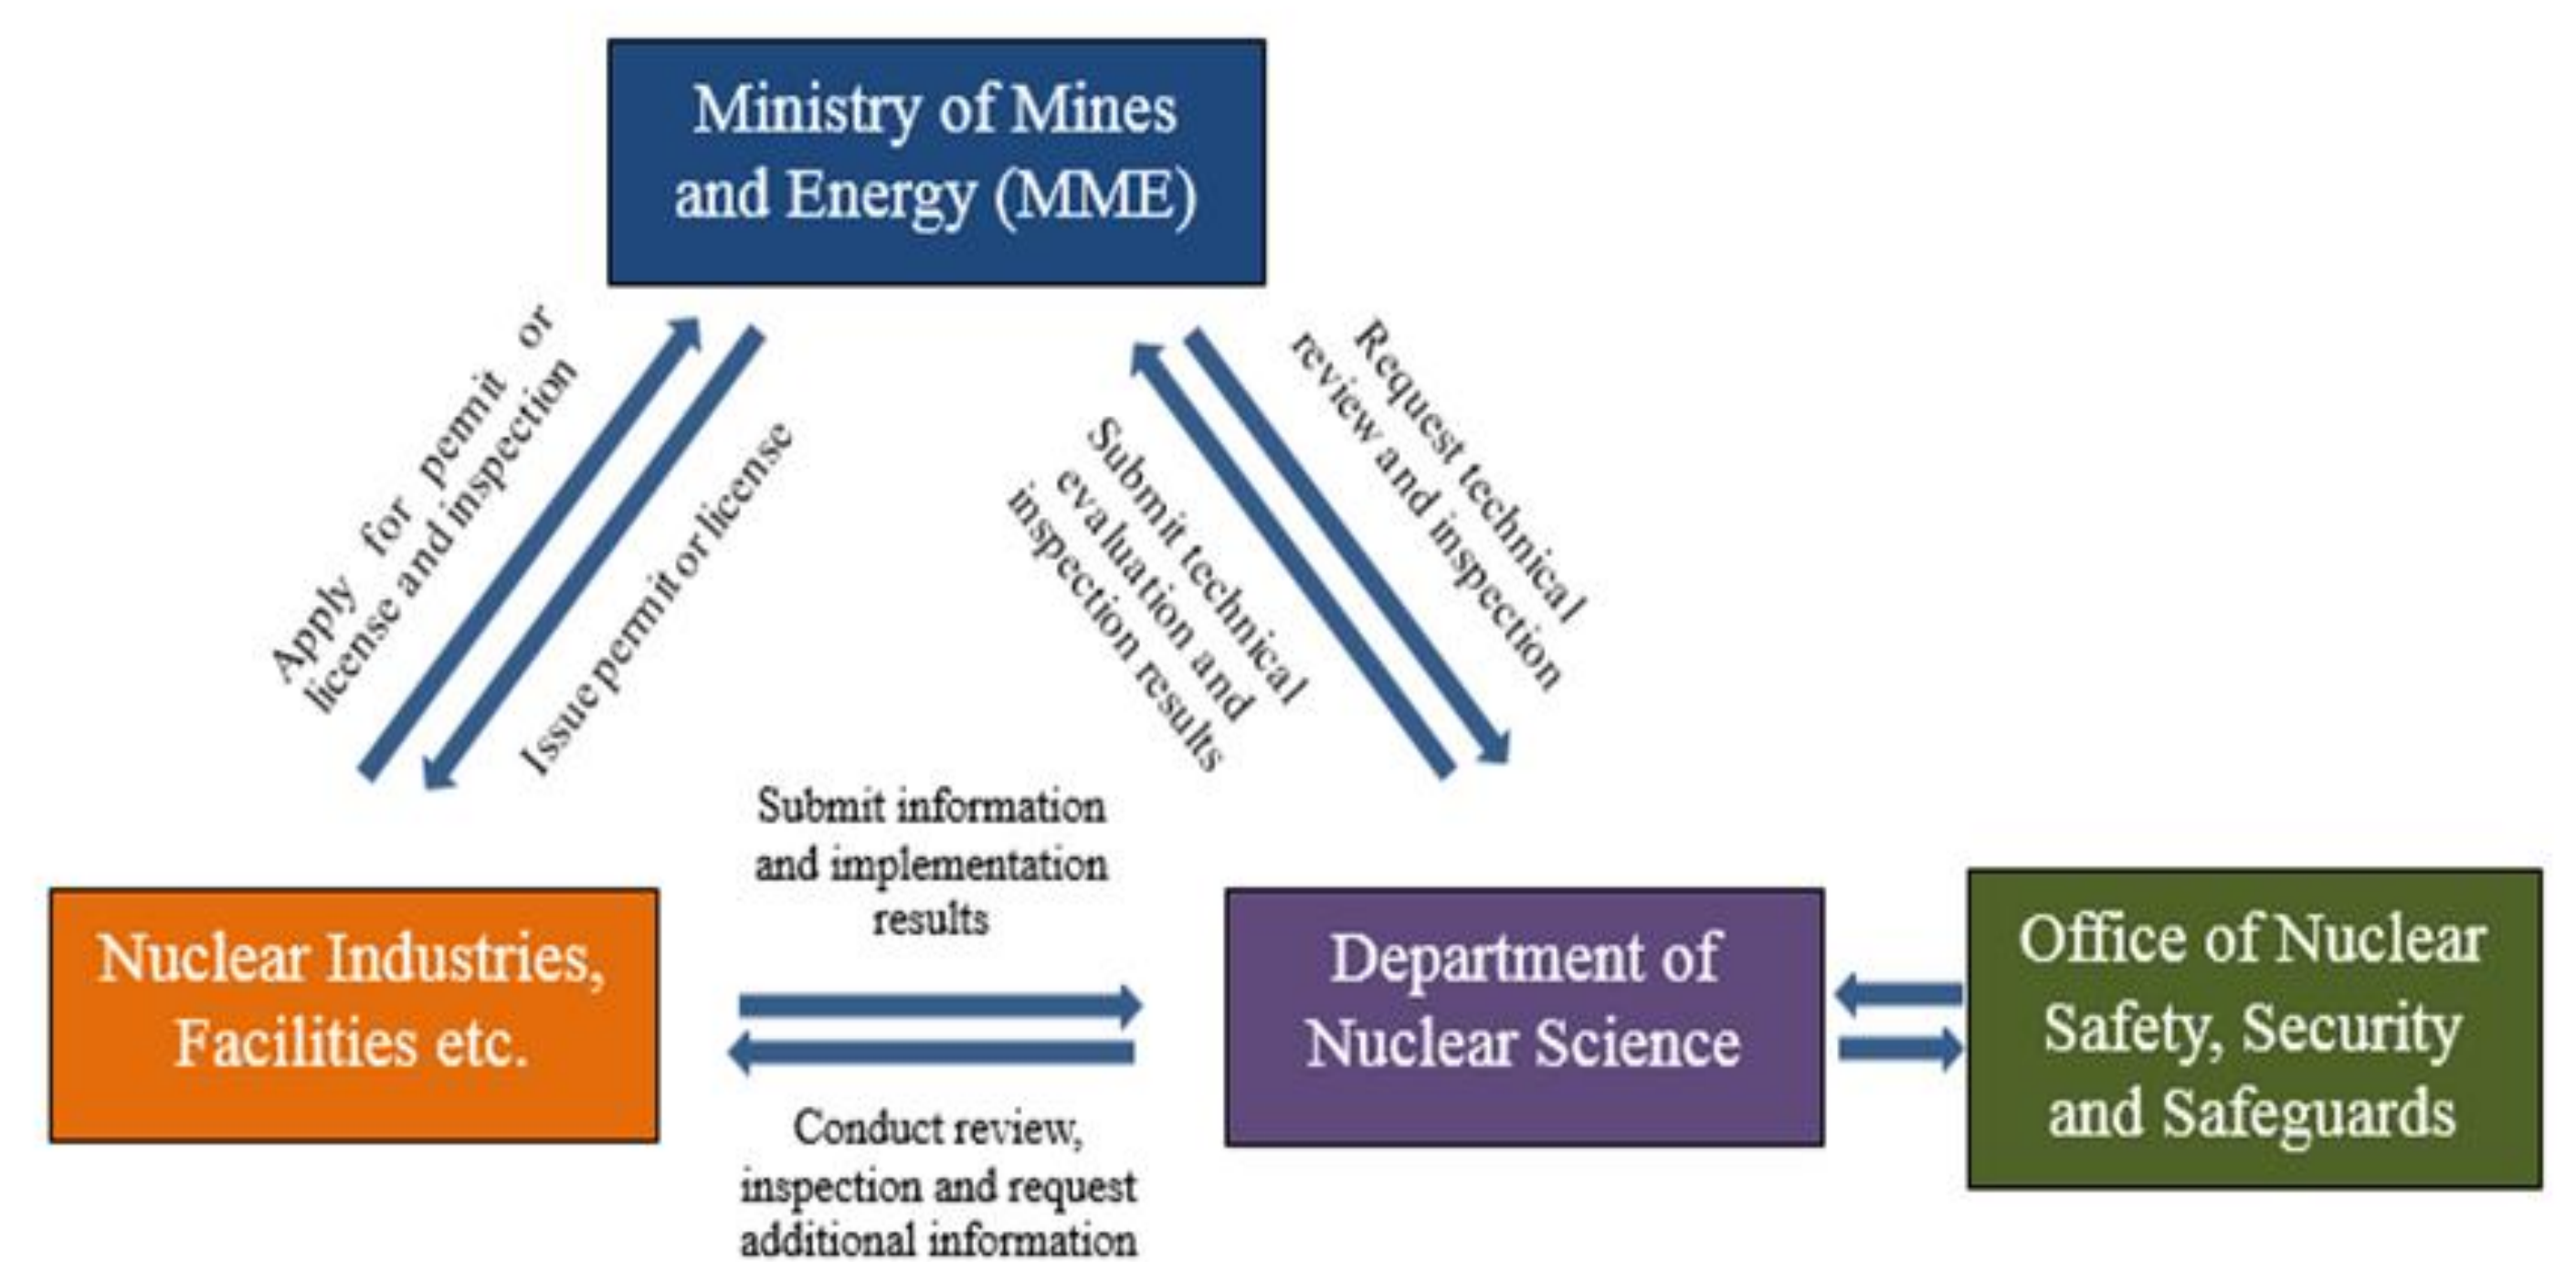 Ministry of Mines
and Energy (MME)
Apply for permit or
license and inspection
Issue permit or license
Submit technical
evaluation and
inspection results
Request technical
review and inspection
Submit information
and implementation
results
Nuclear Industries,
Facilities etc.
Department of
Nuclear Science
Office of Nuclear
Safety, Security
and Safeguards
Conduct review,
inspection and request
additional information